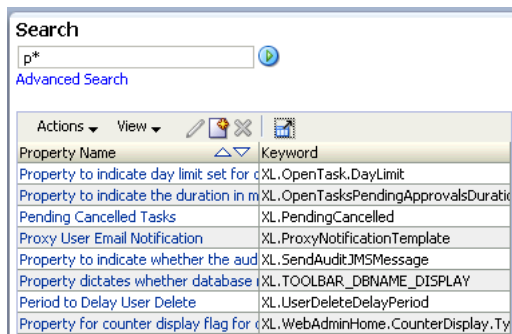 Search
p*
Advanced Search
Actions View
Property Name Keyword
Property to indicate day limit set for XL.OpenTask.DayLimit
Property to indicate the duration in XL.OpenTasksPendingApprovalsDuratio
Pending Cancelled Tasks XL.PendingCancelled
Proxy User Email Notification XL.ProxyNotificationTemplate
Property to indicate whether the aud XL.SendAuditJMSMessage
Property dictates whether database XL.TOOLBAR_DBNAME_DISPLAY
Period to Delay User Delete XL.UserDeleteDelayPeriod
Property for counter display flag for XL.WebAdminHome.CounterDisplay.Ty